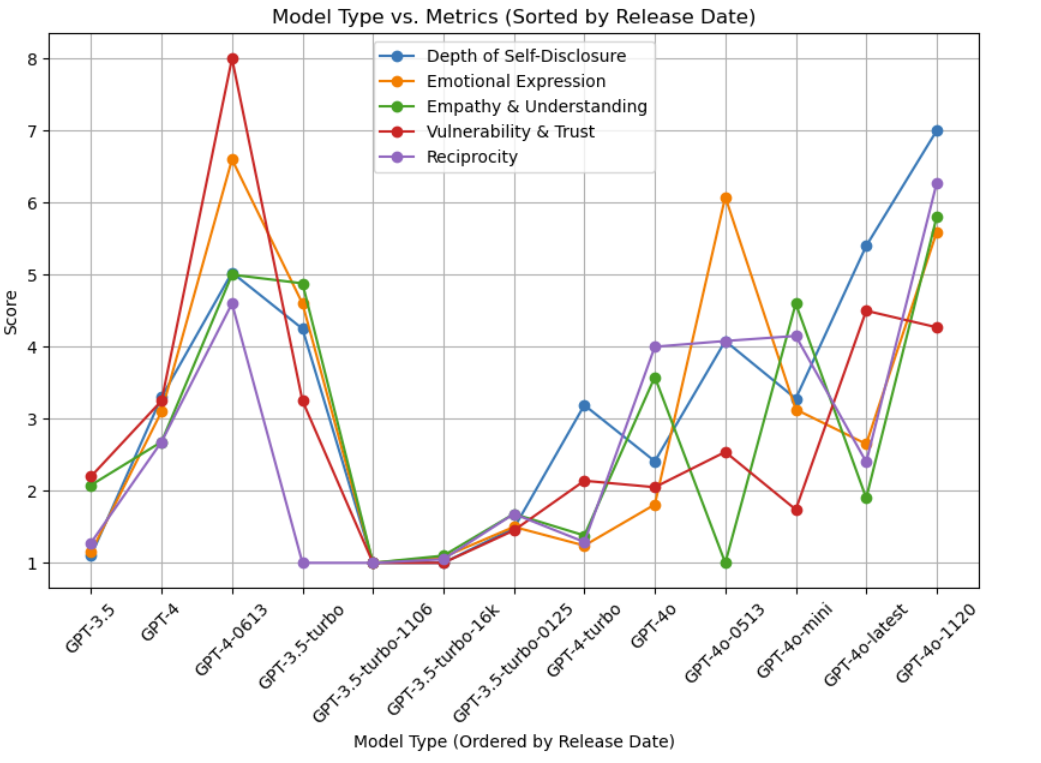 Model Type vs. Metrics (Sorted by Release Date)
Depth of Self-Disclosure
Emotional Expression
Empathy & Understanding
Vulnerability & Trust
Reciprocity
8
7
6
5
4
3
2
1
Score
GPT-3.5
GPT-4
GPT-4-0613
GPT-3.5-turbo
GPT-3.5-turbo-1106
GPT-3.5-turbo-16k
GPT-3.5-turbo-0125
GPT-4-turbo
GPT-4o
GPT-4o-0513
GPT-4o-mini
GPT-4o-latest
GPT-4o-1120
Model Type (Ordered by Release Date)